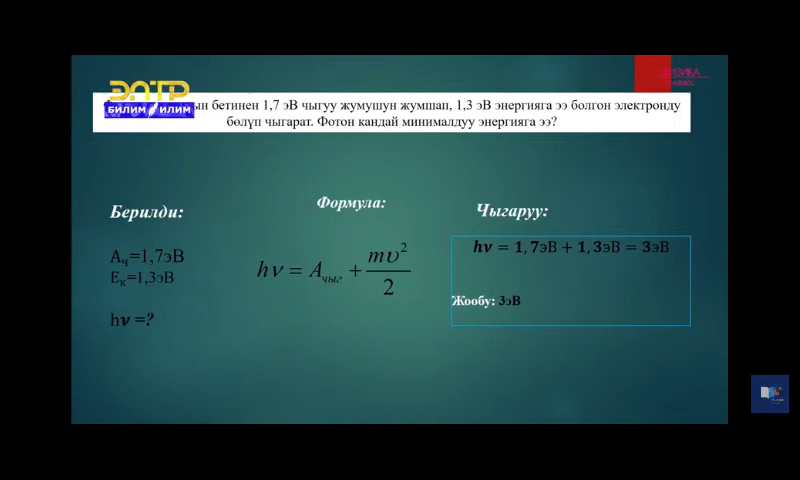 ЭЛТР
БИЛИМ ИЛИМ
ФИЗИКА
бетинен 1,7 эВ чыгуу жумушун жумшап, 1,3 эВ энергияга ээ болгон электронду
бөлүп чыгарат. Фотон кандай минималдуу энергияга ээ?
Берилди:
Aч=1,7эВ
Eк=1,3эВ
hν =?
Формула:
hν = Aчыг + mυ²/2
Чыгаруу:
hν = 1,7эВ + 1,3эВ = 3эВ
Жообу: 3эВ